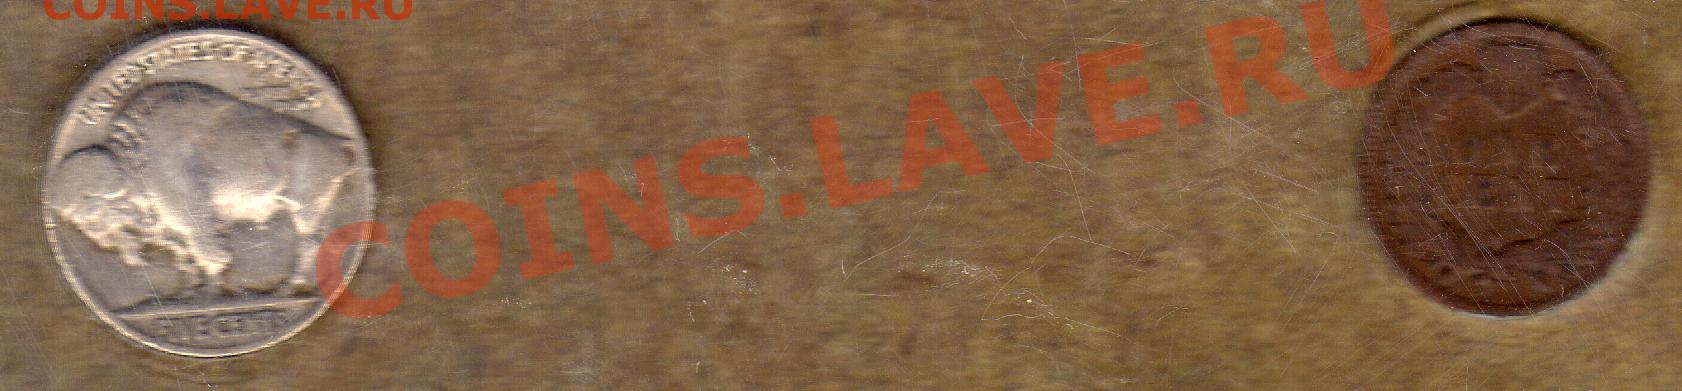 COINS.LAVE.RU
UNITED STATES OF AMERICA
COINS.LAVE.RU
FIVE CENTS